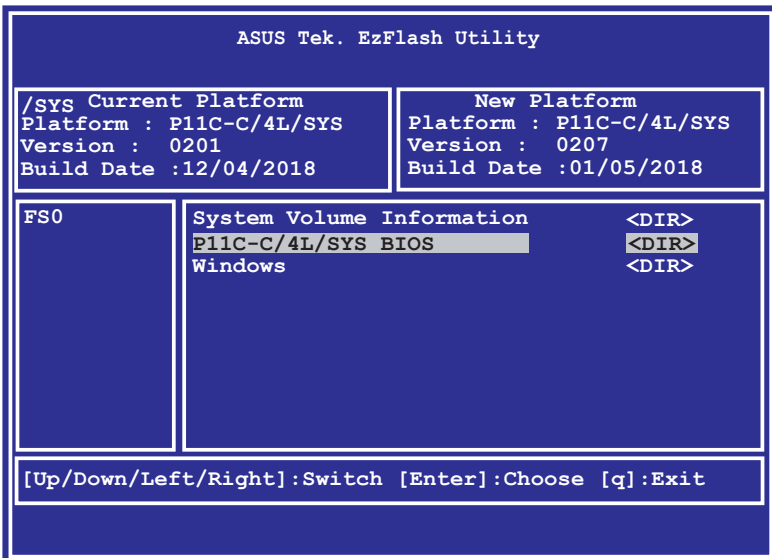 ASUS Tek. EzFlash Utility
/SYS Current Platform
Platform : P11C-C/4L/SYS
Version : 0201
Build Date :12/04/2018
New Platform
Platform : P11C-C/4L/SYS
Version : 0207
Build Date :01/05/2018
FS0
System Volume Information <DIR>
P11C-C/4L/SYS BIOS <DIR>
Windows <DIR>
[Up/Down/Left/Right]:Switch [Enter]:Choose [q]:Exit